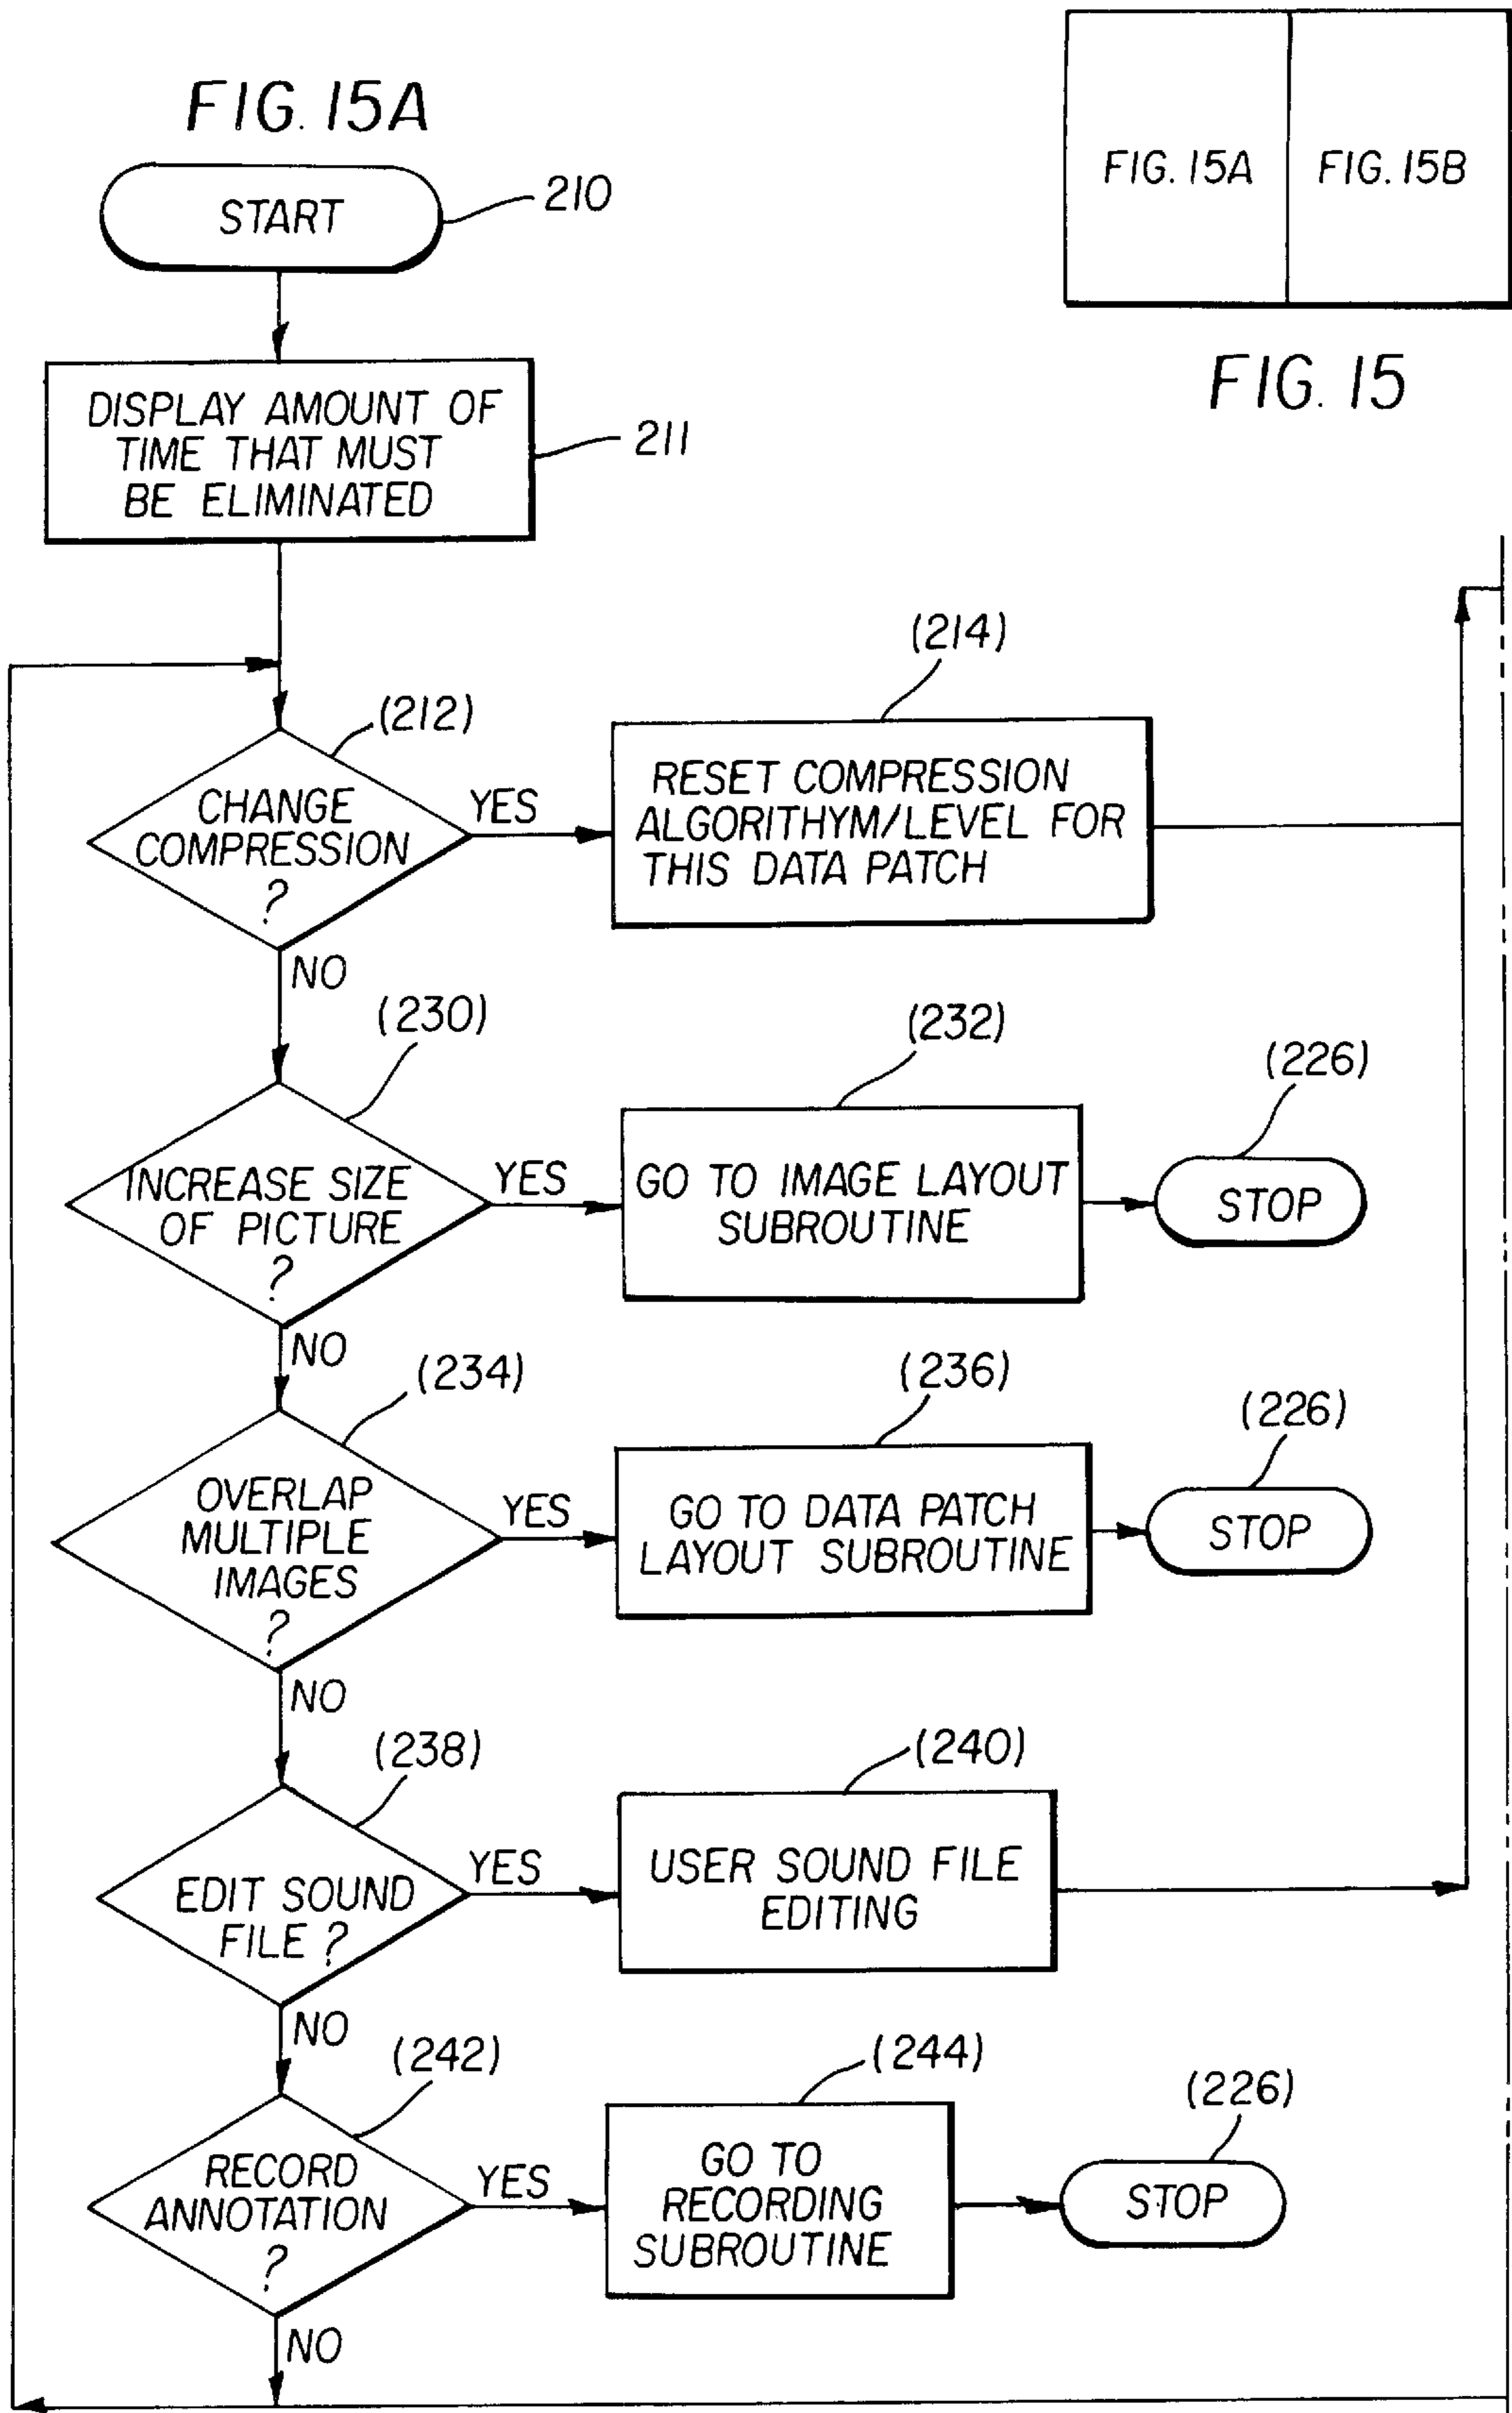 FIG. 15A
FIG. 15A
FIG. 15B
FIG. 15
START
210
DISPLAY AMOUNT OF
TIME THAT MUST
BE ELIMINATED
211
(212)
CHANGE
COMPRESSION
?
YES
NO
(214)
RESET COMPRESSION
ALGORITHYM/LEVEL FOR
THIS DATA PATCH
(230)
INCREASE SIZE
OF PICTURE
?
YES
NO
(232)
GO TO IMAGE LAYOUT
SUBROUTINE
(226)
STOP
(234)
OVERLAP
MULTIPLE
IMAGES
?
YES
NO
(236)
GO TO DATA PATCH
LAYOUT SUBROUTINE
(226)
STOP
(238)
EDIT SOUND
FILE ?
YES
NO
(240)
USER SOUND FILE
EDITING
(242)
RECORD
ANNOTATION
?
YES
NO
(244)
GO TO
RECORDING
SUBROUTINE
(226)
STOP